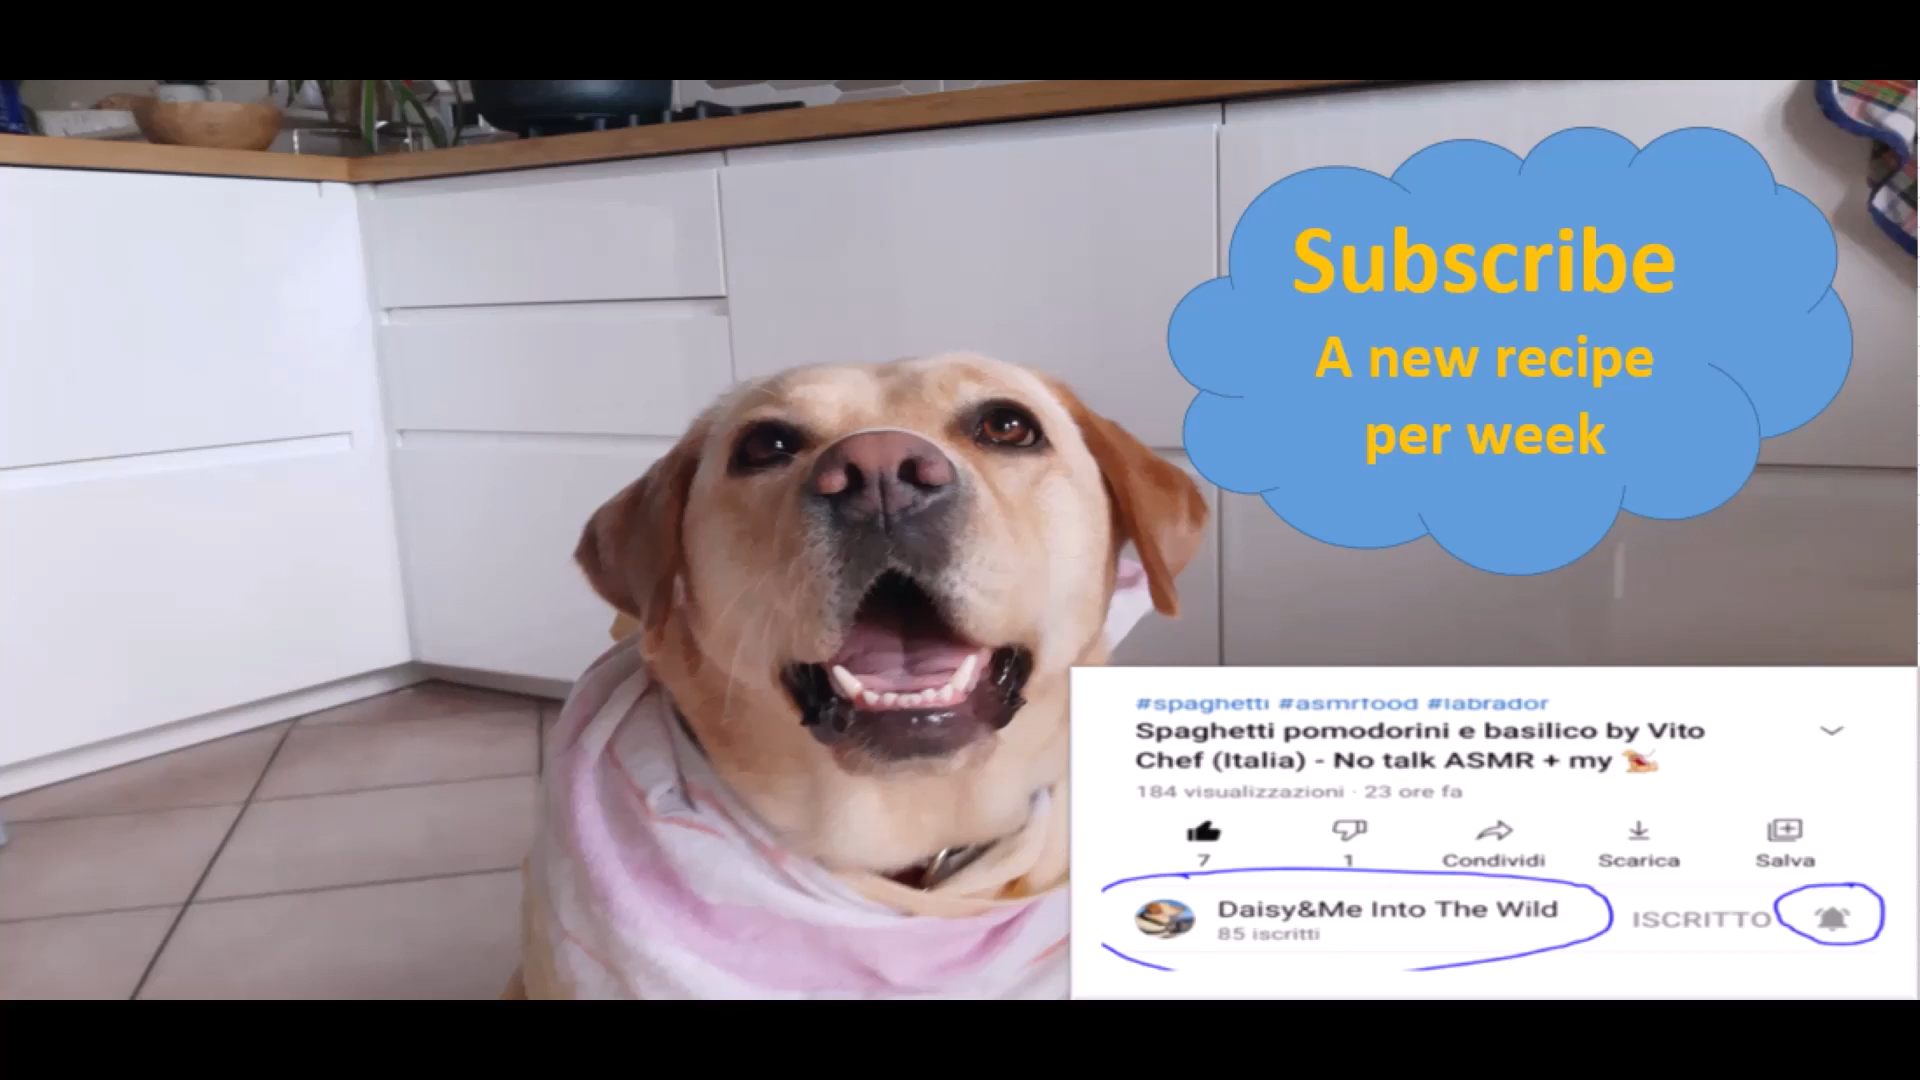 Subscribe
A new recipe
per week
#spaghetti #asmrfood #labrador
Spaghetti pomodorini e basilico by Vito
Chef (Italia) - No talk ASMR + my
184 visualizzazioni · 23 ore fa
7
1
Condividi
Scarica
Salva
Daisy&Me Into The Wild
85 iscritti
ISCRITTO